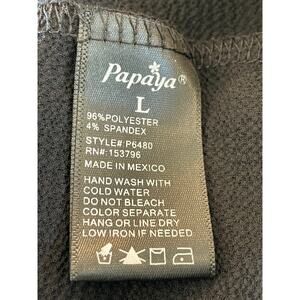 Papaya®
L
96%POLYESTER
4% SPANDEX
STYLE# P6480
RN#: 153796
MADE IN MEXICO
HAND WASH WITH
COLD WATER
DO NOT BLEACH
COLOR SEPARATE
HANG OR LINE DRY
LOW IRON IF NEEDED